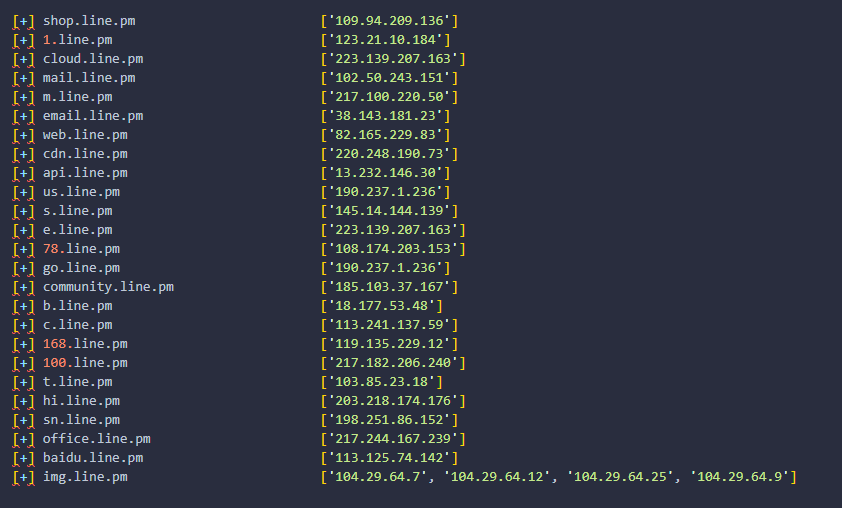 [+] shop.line.pm ['109.94.209.136']
[+] 1.line.pm ['123.21.10.184']
[+] cloud.line.pm ['223.139.207.163']
[+] mail.line.pm ['102.50.243.151']
[+] m.line.pm ['217.100.220.50']
[+] email.line.pm ['38.143.181.23']
[+] web.line.pm ['82.165.229.83']
[+] cdn.line.pm ['220.248.190.73']
[+] api.line.pm ['13.232.146.30']
[+] us.line.pm ['190.237.1.236']
[+] s.line.pm ['145.14.144.139']
[+] e.line.pm ['223.139.207.163']
[+] 78.line.pm ['108.174.203.153']
[+] go.line.pm ['190.237.1.236']
[+] community.line.pm ['185.103.37.167']
[+] b.line.pm ['18.177.53.48']
[+] c.line.pm ['113.241.137.59']
[+] 168.line.pm ['119.135.229.12']
[+] 100.line.pm ['217.182.206.240']
[+] t.line.pm ['103.85.23.18']
[+] hi.line.pm ['203.218.174.176']
[+] sn.line.pm ['198.251.86.152']
[+] office.line.pm ['217.244.167.239']
[+] baidu.line.pm ['113.125.74.142']
[+] img.line.pm ['104.29.64.7', '104.29.64.12', '104.29.64.25', '104.29.64.9']